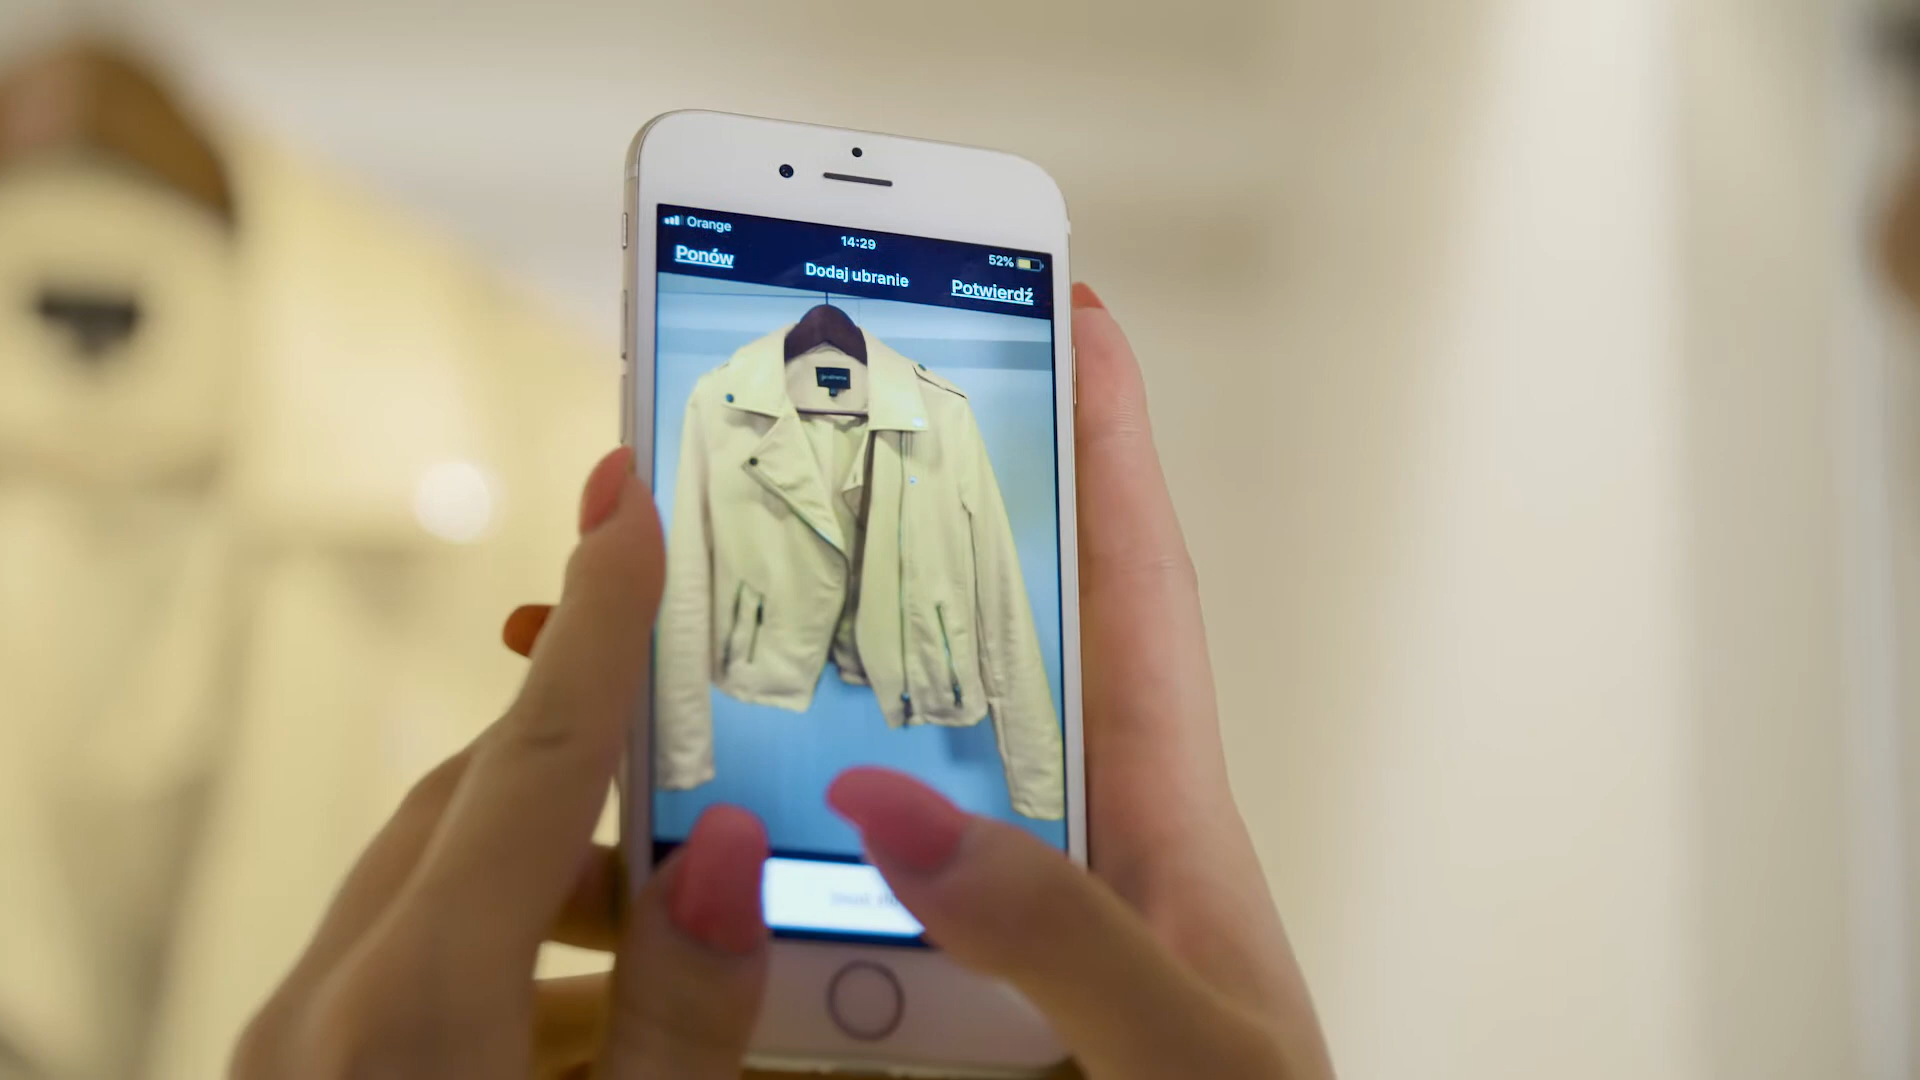 Orange
14:29
52%
Ponów
Dodaj ubranie
Potwierdź